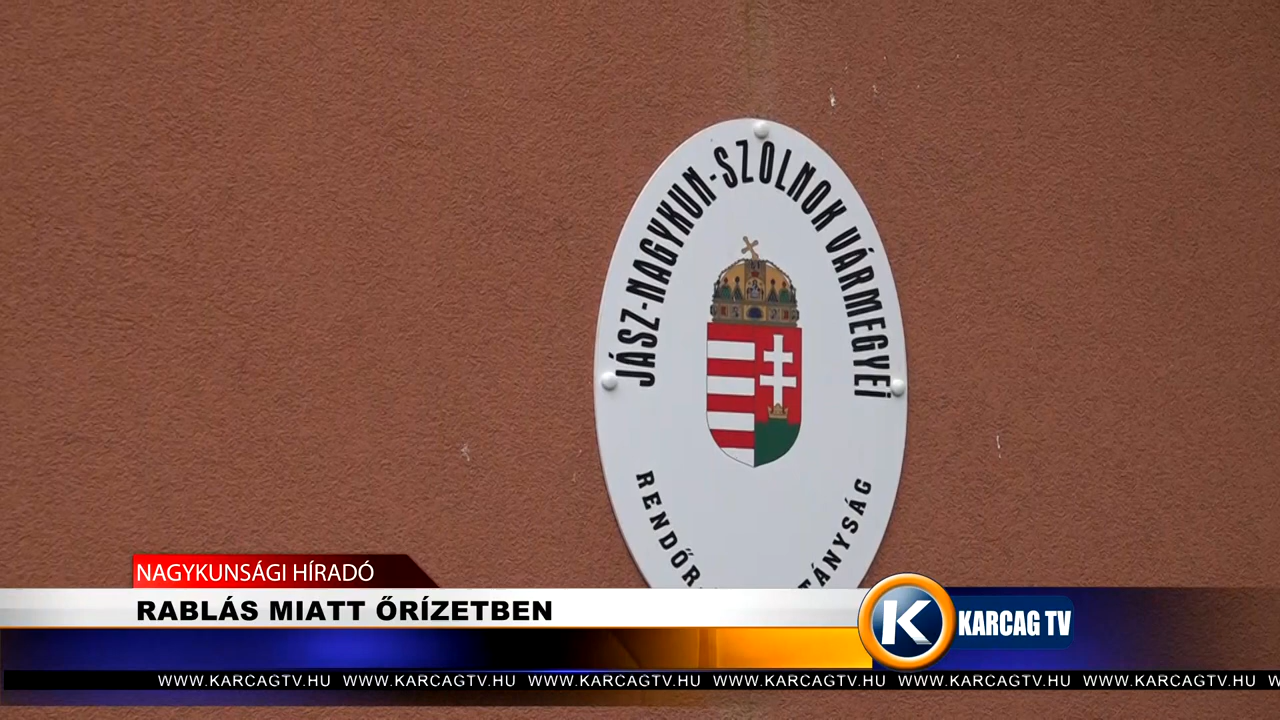 JÁSZ-NAGYKUN-SZOLNOK VÁRMEGYEI
NAGYKUNSÁGI HÍRADÓ
RABLÁS MIATT ŐRÍZETBEN
K KARCAG TV
WWW.KARCAGTV.HU WWW.KARCAGTV.HU WWW.KARCAGTV.HU WWW.KARCAGTV.HU WWW.KARCAGTV.HU WWW.KARCAGTV.HU